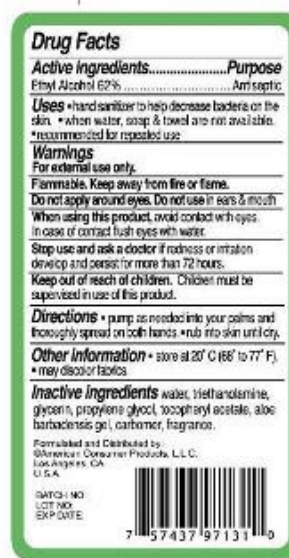 Drug Facts
Active ingredients......................Purpose
Ethyl Alcohol 62%..........................Antiseptic
Uses • hand sanitizer to help decrease bacteria on the
skin. • when water, soap & towel are not available.
• recommended for repeated use
Warnings
For external use only.
Flammable. Keep away from fire or flame.
Do not apply around eyes. Do not use in ears & mouth
When using this product, avoid contact with eyes.
In case of contact flush eyes with water.
Stop use and ask a doctor if redness or irritation
develop and persist for more than 72 hours.
Keep out of reach of children. Children must be
supervised in use of this product.
Directions • pump as needed into your palms and
thoroughly spread on both hands. • rub into skin until dry.
Other information • store at 20° C (68° to 77° F).
• may discolor fabrics
Inactive ingredients water, triethanolamine,
glycerin, propylene glycol, tocopheryl acetate, aloe
barbadensis gel, carbomer, fragrance.
Formulated and Distributed by:
©American Consumer Products, L.L.C.
Los Angeles, CA
U.S.A.
BATCH NO:
LOT NO:
EXP DATE:
7 57437 97131 0